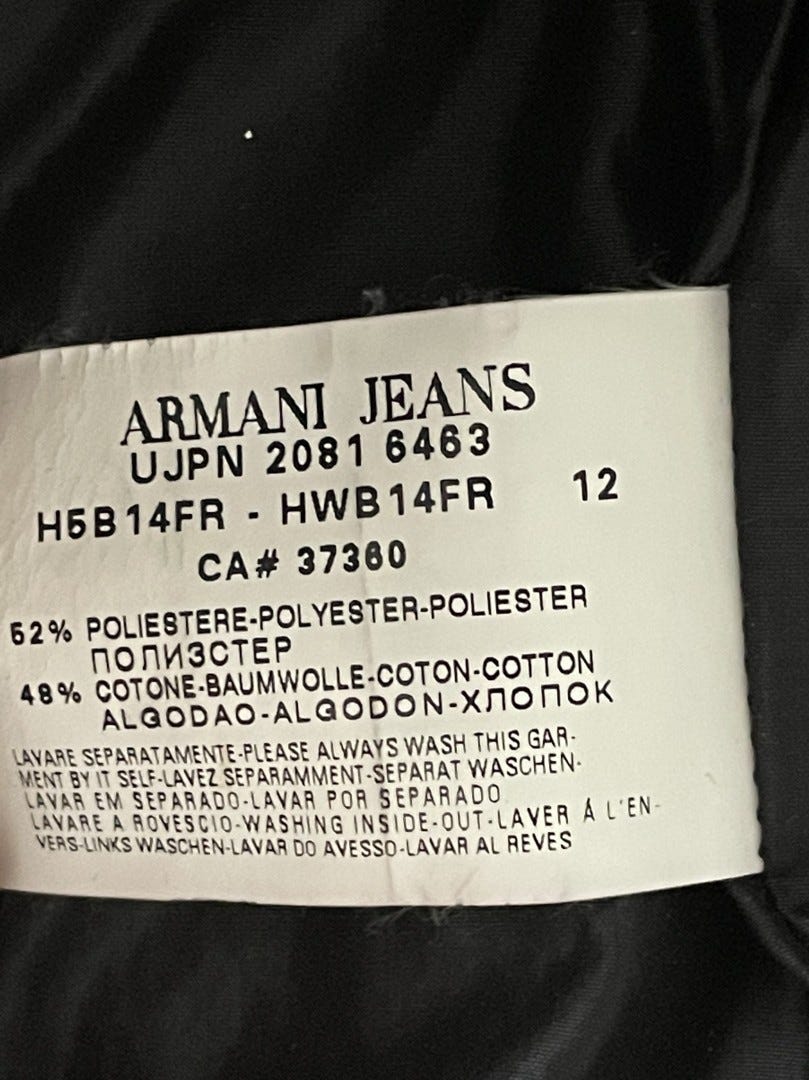 ARMANI JEANS
UJPN 2081 6463
H5B14FR - HWB14FR 12
CA# 37360
52% POLIESTERE-POLYESTER-POLIESTER
ПОЛИЗСТЕР
48% COTONE-BAUMWOLLE-COTON-COTTON
ALGODAO-ALGODON-ХЛОПОК
LAVARE SEPARATAMENTE-PLEASE ALWAYS WASH THIS GAR-
MENT BY IT SELF-LAVEZ SEPARAMMENT-SEPARAT WASCHEN-
LAVAR EM SEPARADO-LAVAR POR SEPARADO
LAVARE A ROVESCIO-WASHING INSIDE-OUT-LAVER Á L'EN-
VERS-LINKS WASCHEN-LAVAR DO AVESSO-LAVAR AL REVES